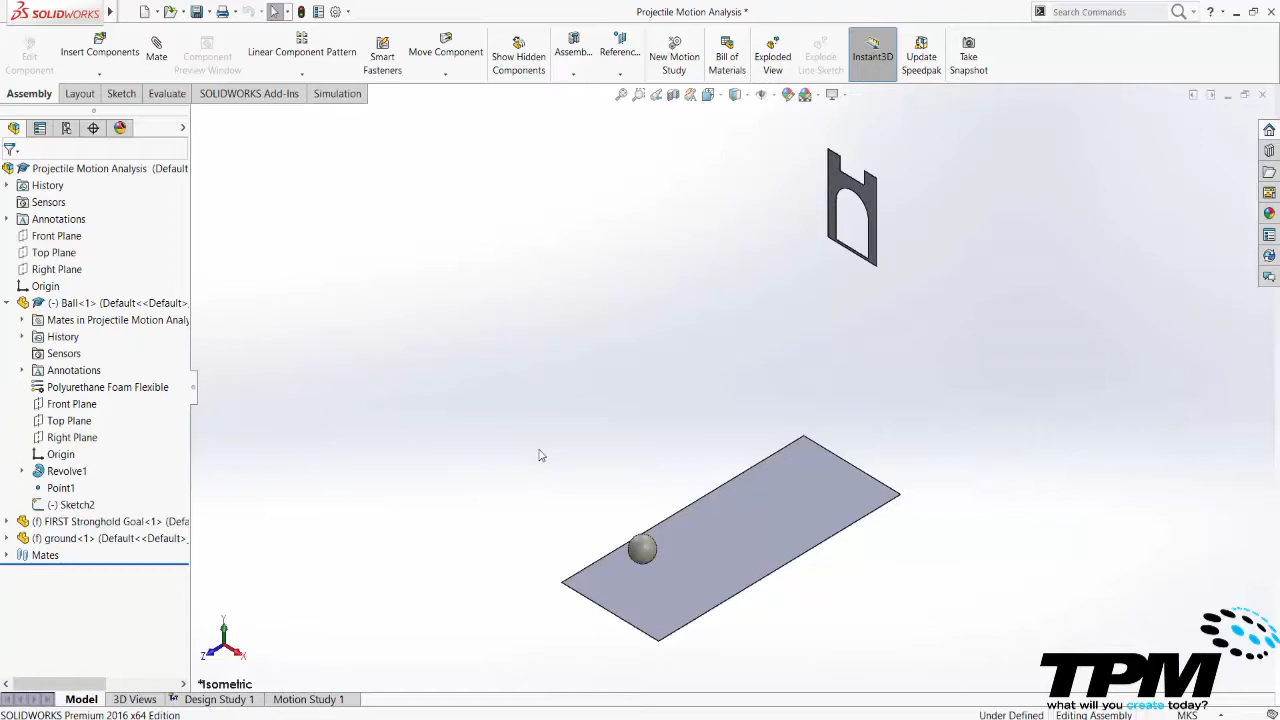 SOLIDWORKS
Projectile Motion Analysis *
Search Commands
?
Edit Component
Insert Components
Mate
Component Preview Window
Linear Component Pattern
Smart Fasteners
Move Component
Show Hidden Components
Assemb...
Referenc...
New Motion Study
Bill of Materials
Exploded View
Explode Line Sketch
Instant3D
Update Speedpak
Take Snapshot
Assembly
Layout
Sketch
Evaluate
SOLIDWORKS Add-Ins
Simulation
Projectile Motion Analysis (Default
History
Sensors
Annotations
Front Plane
Top Plane
Right Plane
Origin
(-) Ball<1> (Default<<Default>.
Mates in Projectile Motion Analy
History
Sensors
Annotations
Polyurethane Foam Flexible
Front Plane
Top Plane
Right Plane
Origin
Revolve1
Point1
(-) Sketch2
(f) FIRST Stronghold Goal<1> (Defa
(f) ground<1> (Default<<Default>.
Mates
Y
Z
X
*Isometric
TPM
what will you create today?
Model
3D Views
Design Study 1
Motion Study 1
SOLIDWORKS Premium 2016 x64 Edition
Under Defined
Editing Assembly
MKS